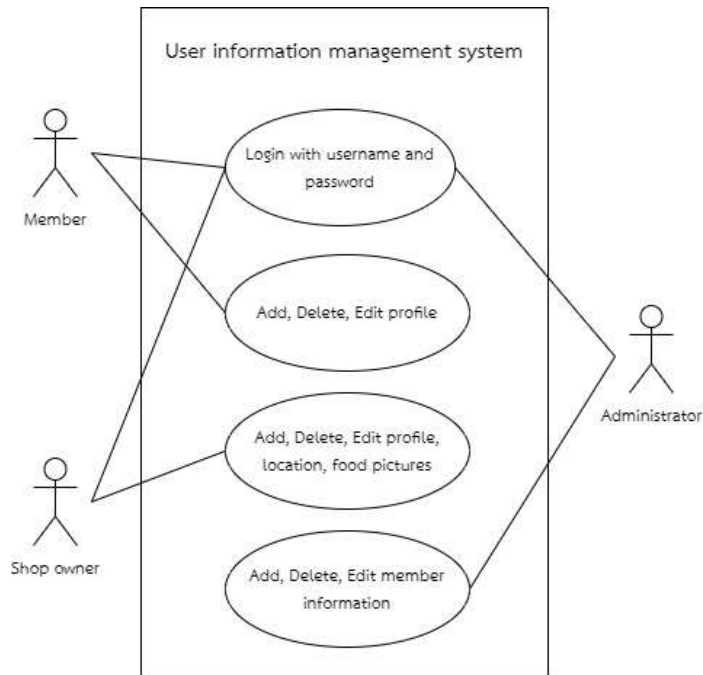 User information management system
Login with username and
password
Member
Add, Delete, Edit profile
Administrator
Add, Delete, Edit profile,
location, food pictures
Shop owner
Add, Delete, Edit member
information